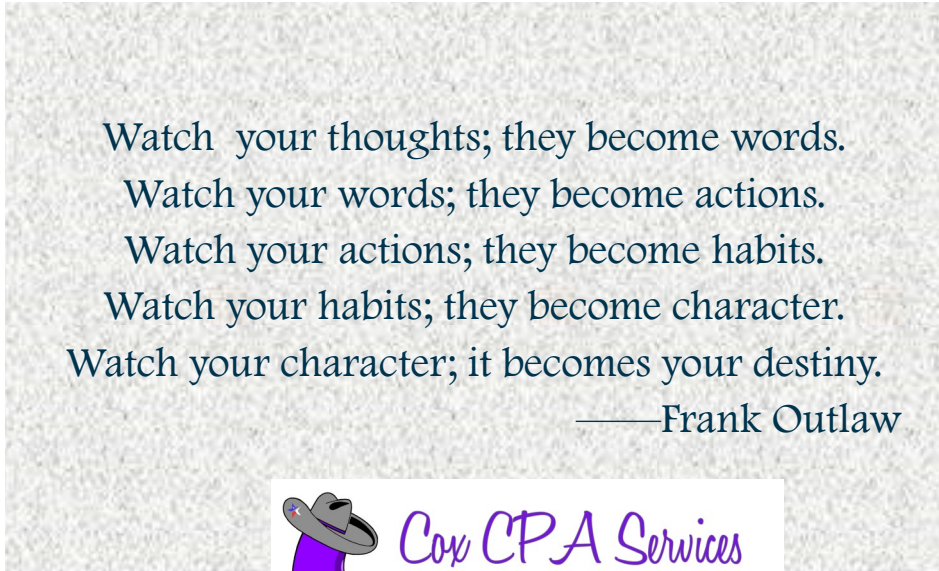 Watch  your thoughts; they become words.
Watch your words; they become actions.
Watch your actions; they become habits.
Watch your habits; they become character.
Watch your character; it becomes your destiny.
——Frank Outlaw
Cox CPA Services